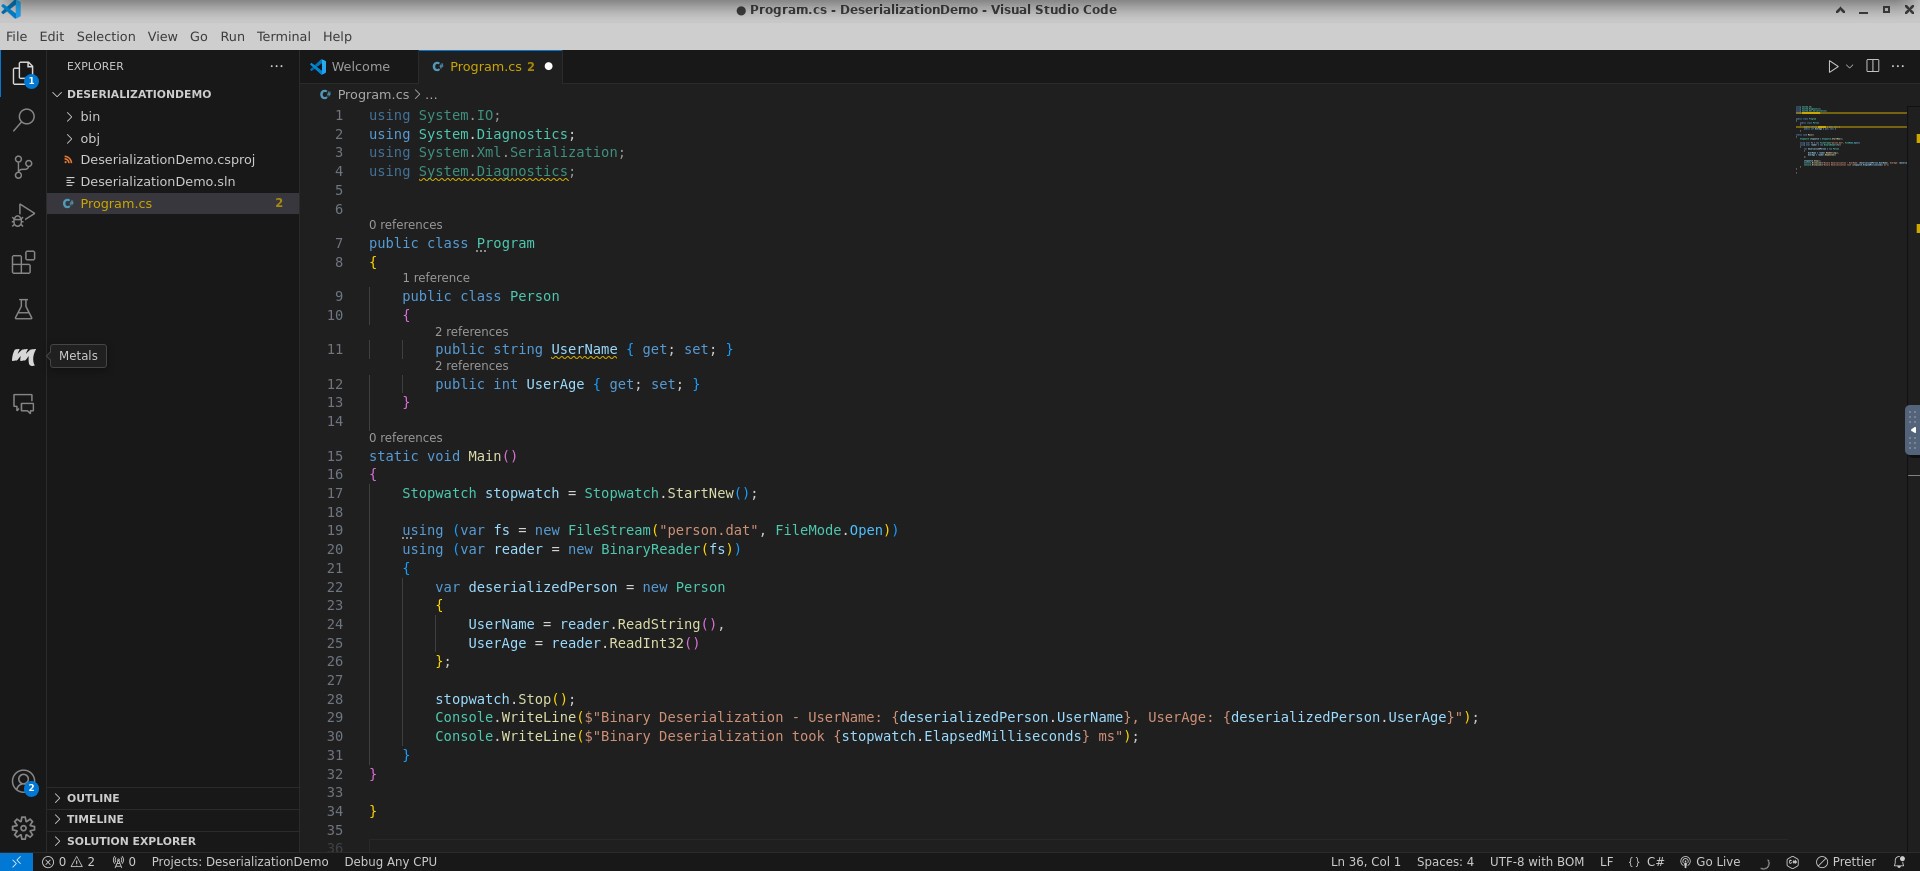 ● Program.cs - DeserializationDemo - Visual Studio Code
File Edit Selection View Go Run Terminal Help
EXPLORER
Welcome
Program.cs 2
DESERIALIZATIONDEMO
bin
obj
DeserializationDemo.csproj
DeserializationDemo.sln
Program.cs 2
1
Metals
2
OUTLINE
TIMELINE
SOLUTION EXPLORER
Program.cs > ...
1 using System.IO;
2 using System.Diagnostics;
3 using System.Xml.Serialization;
4 using System.Diagnostics;
5
6
0 references
7 public class Program
8 {
1 reference
9 public class Person
10 {
2 references
11 public string UserName { get; set; }
2 references
12 public int UserAge { get; set; }
13 }
14
0 references
15 static void Main()
16 {
17 Stopwatch stopwatch = Stopwatch.StartNew();
18
19 using (var fs = new FileStream("person.dat", FileMode.Open))
20 using (var reader = new BinaryReader(fs))
21 {
22 var deserializedPerson = new Person
23 {
24 UserName = reader.ReadString(),
25 UserAge = reader.ReadInt32()
26 };
27
28 stopwatch.Stop();
29 Console.WriteLine($"Binary Deserialization - UserName: {deserializedPerson.UserName}, UserAge: {deserializedPerson.UserAge}");
30 Console.WriteLine($"Binary Deserialization took {stopwatch.ElapsedMilliseconds} ms");
31 }
32 }
33
34 }
35
36
0 2 0 Projects: DeserializationDemo Debug Any CPU Ln 36, Col 1 Spaces: 4 UTF-8 with BOM LF {} C# Go Live Prettier